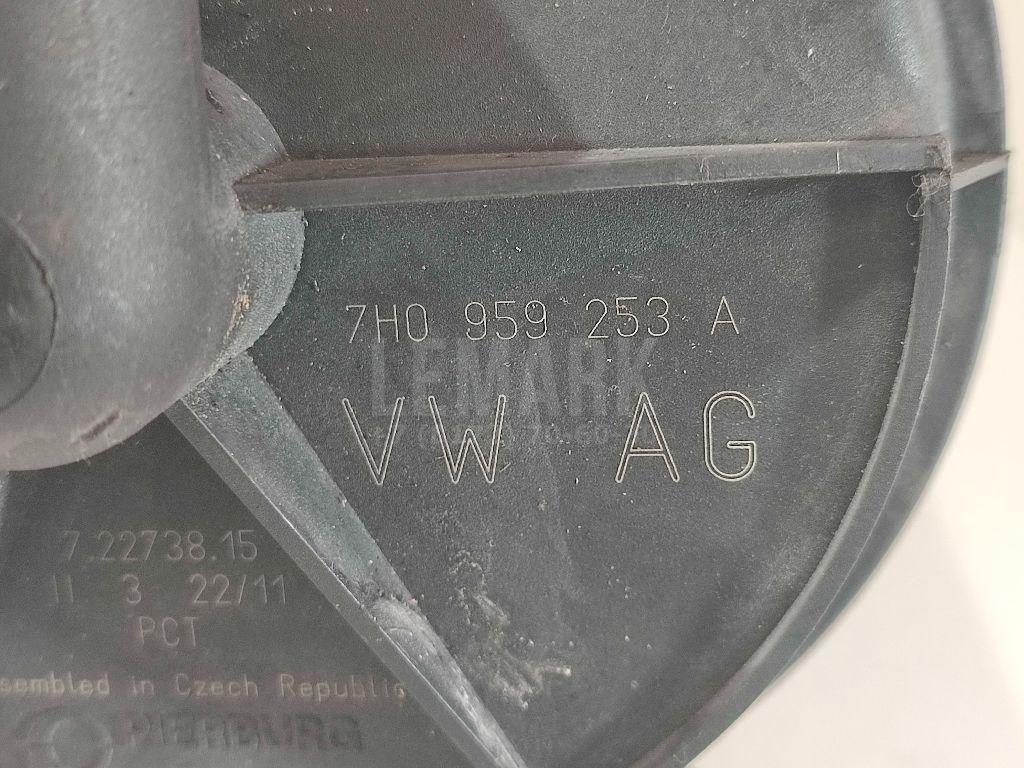 7H0 959 253 A
LEMARK
VW AG
7.22738.15
II 3 22/11
PCT
sembled in Czech Republic
PIERBURG